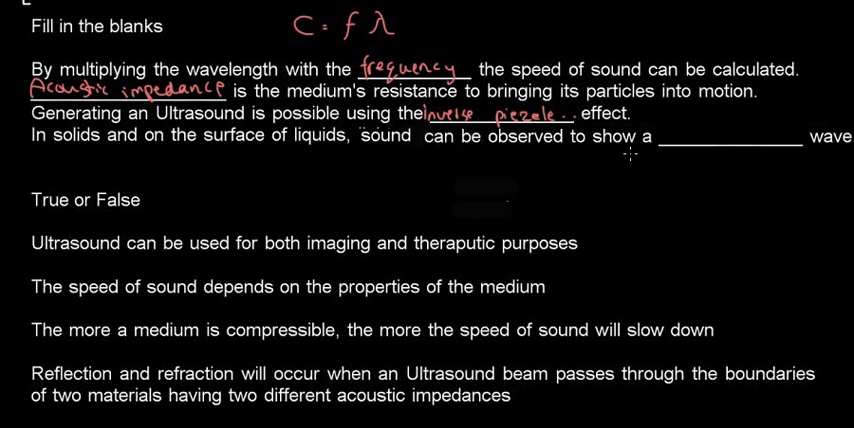 Fill in the blanks C = f λ
By multiplying the wavelength with the frequency the speed of sound can be calculated.
Acoustic impedance is the medium's resistance to bringing its particles into motion.
Generating an Ultrasound is possible using the inverse piezele.. effect.
In solids and on the surface of liquids, sound can be observed to show a ____________ wave
True or False
Ultrasound can be used for both imaging and theraputic purposes
The speed of sound depends on the properties of the medium
The more a medium is compressible, the more the speed of sound will slow down
Reflection and refraction will occur when an Ultrasound beam passes through the boundaries
of two materials having two different acoustic impedances